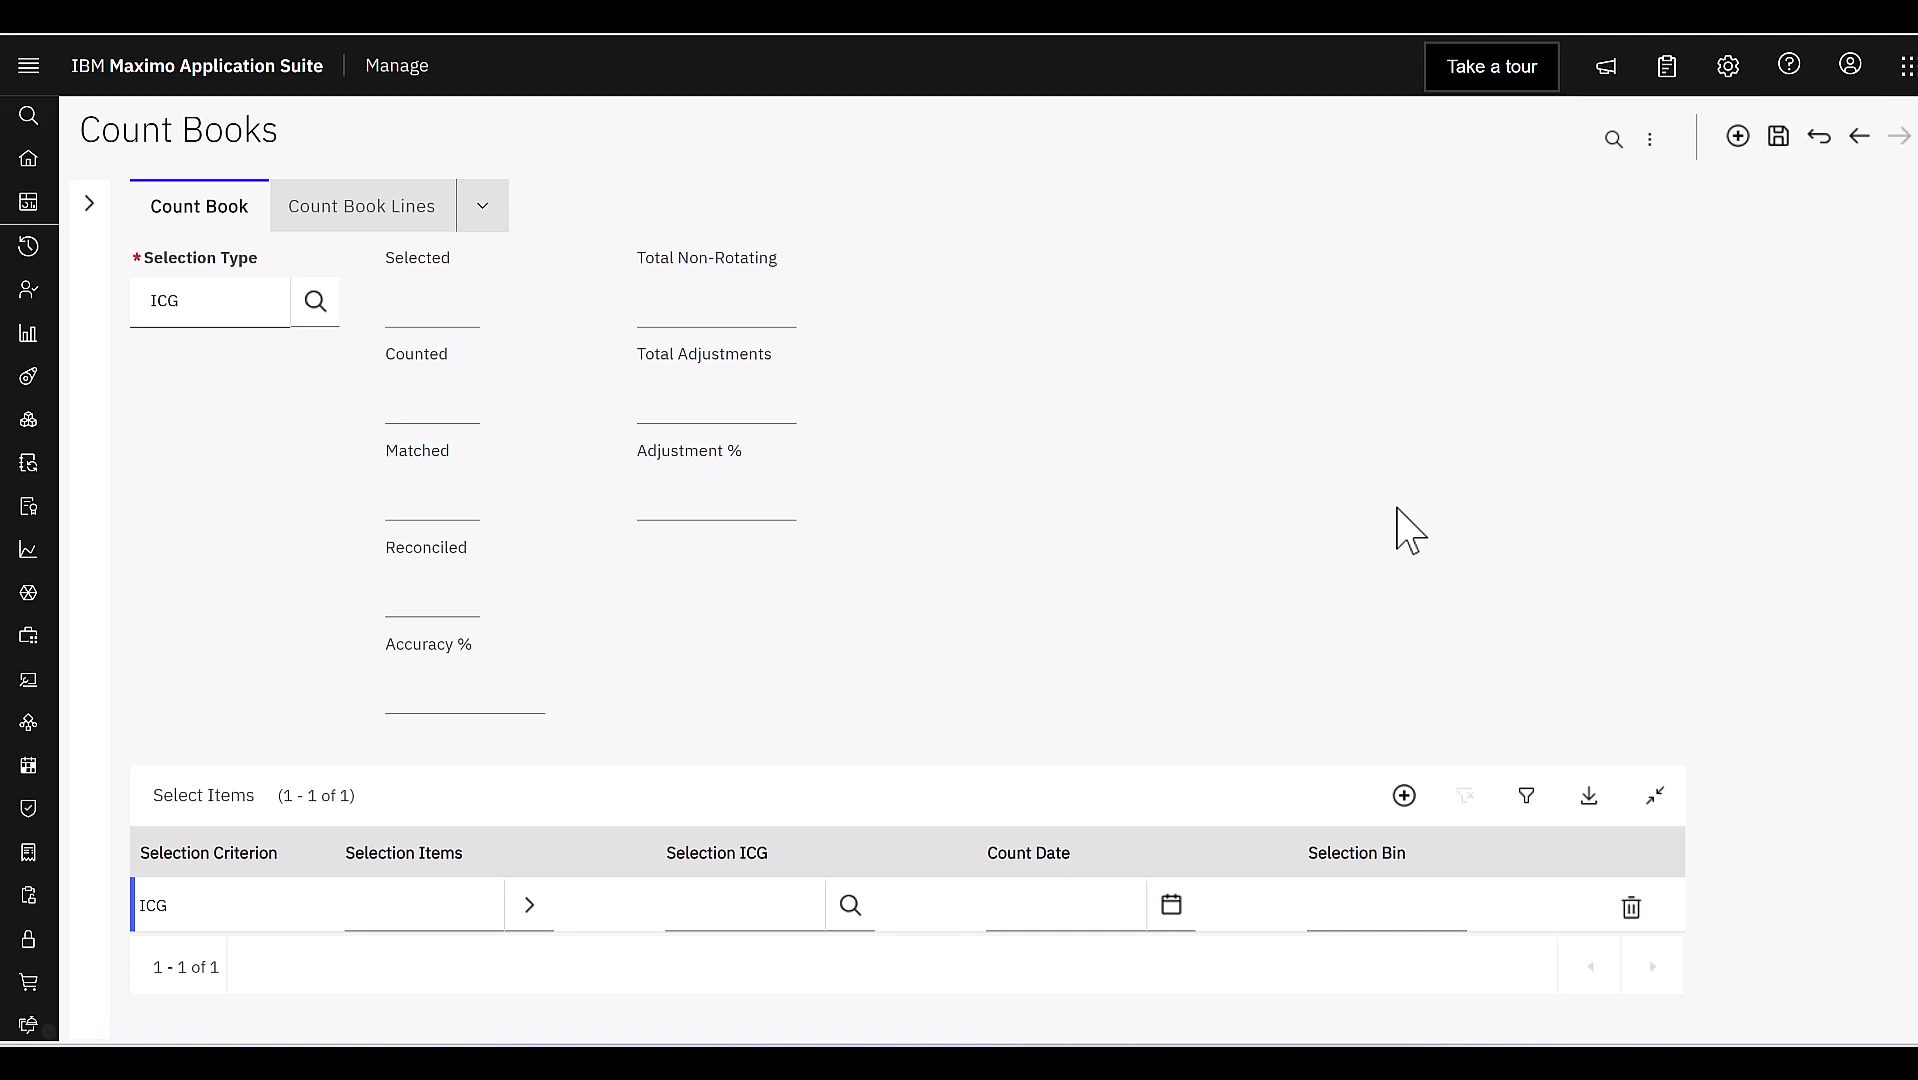 IBM Maximo Application Suite | Manage
Take a tour
Count Books
Count Book
Count Book Lines
* Selection Type
Selected
Total Non-Rotating
ICG
Counted
Total Adjustments
Matched
Adjustment %
Reconciled
Accuracy %
Select Items (1 - 1 of 1)
Selection Criterion Selection Items Selection ICG Count Date Selection Bin
ICG
1 - 1 of 1